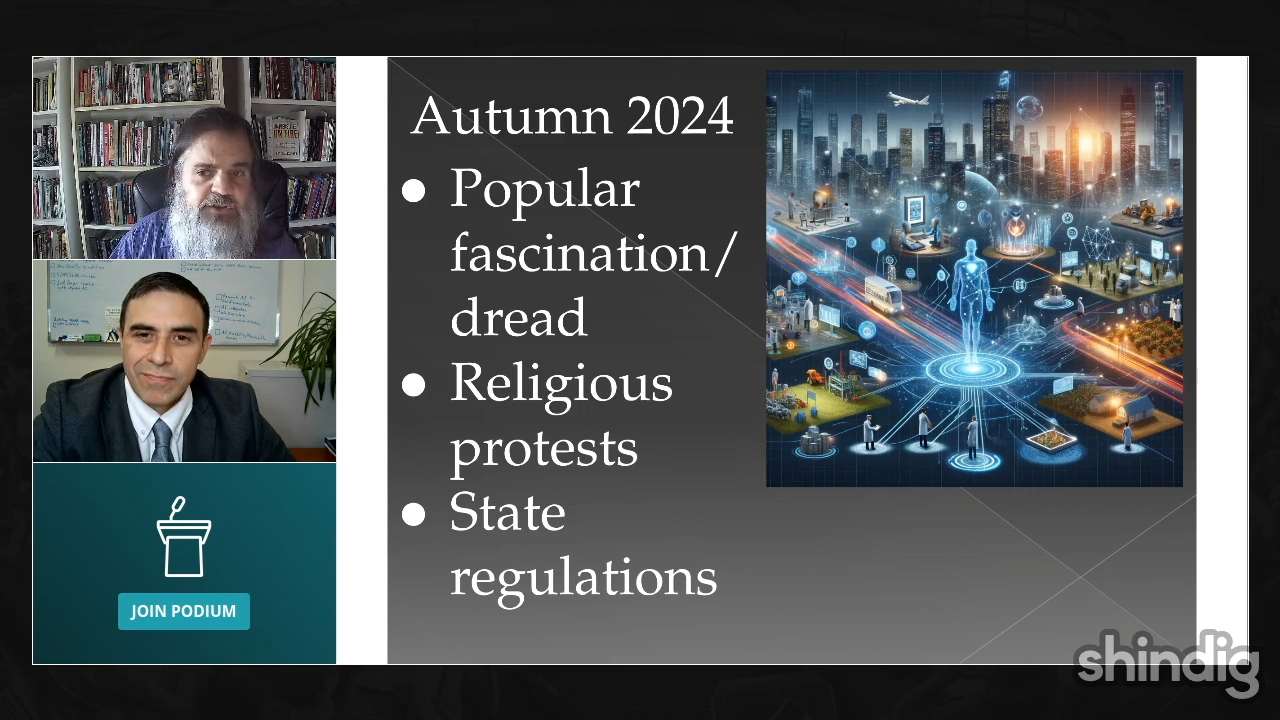 Autumn 2024
● Popular
fascination/
dread
● Religious
protests
● State
regulations
JOIN PODIUM
shindig